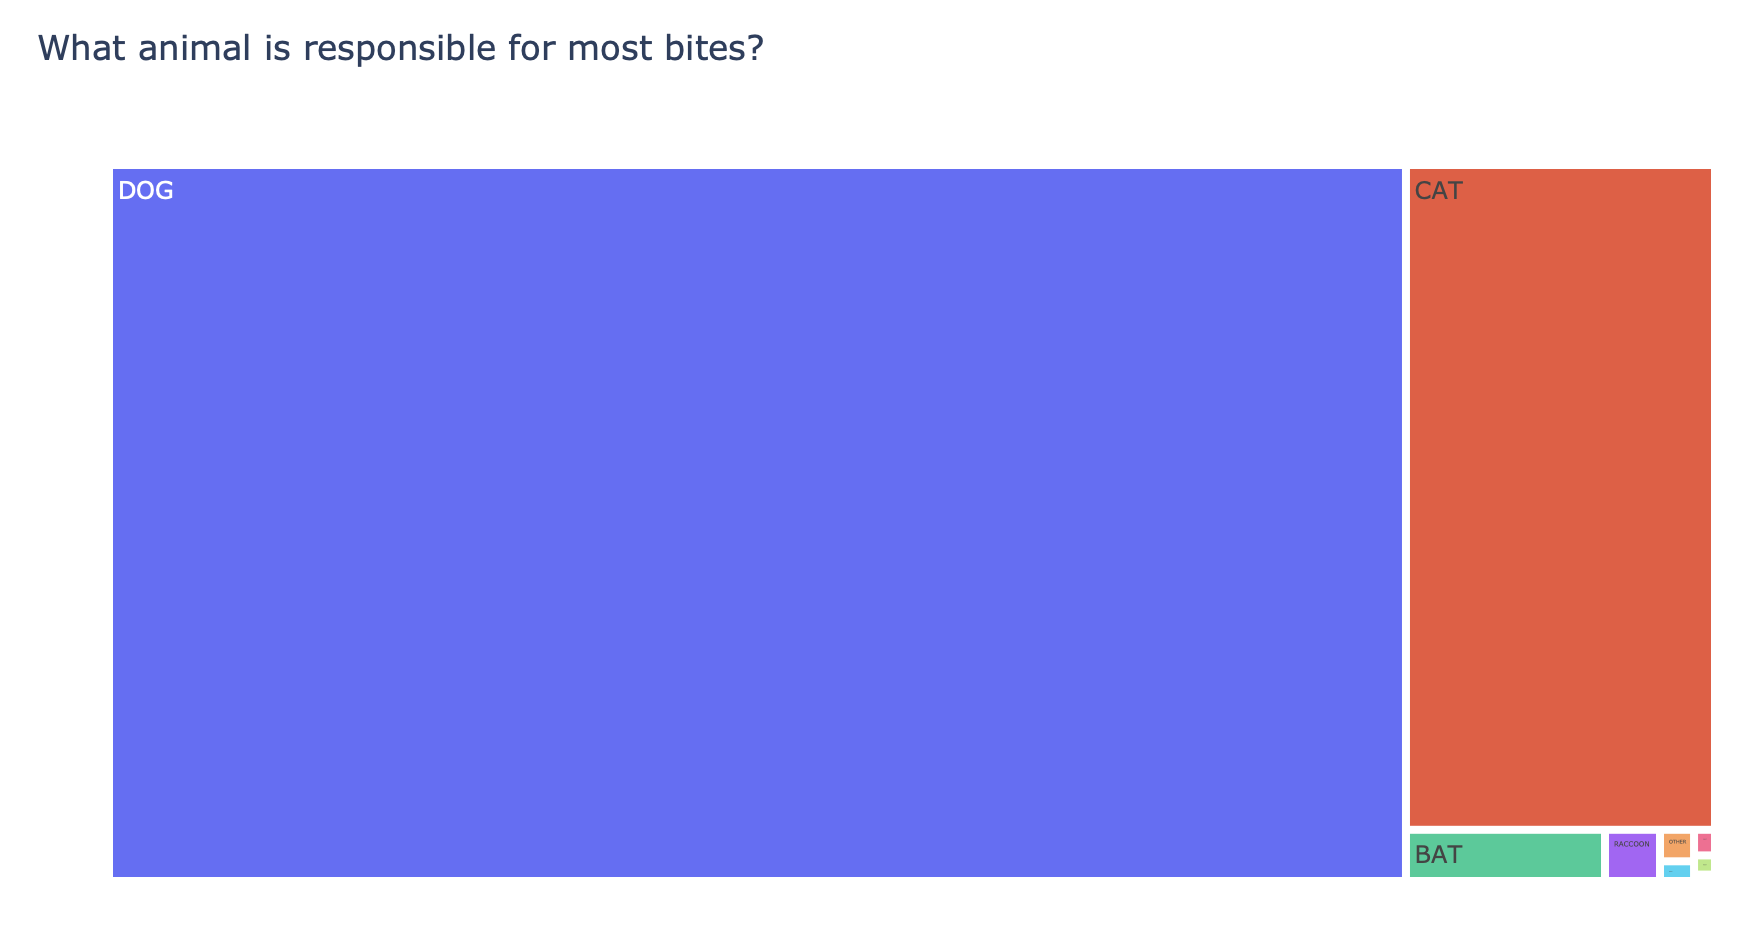 What animal is responsible for most bites?
DOG
CAT
BAT
RACCOON
OTHER